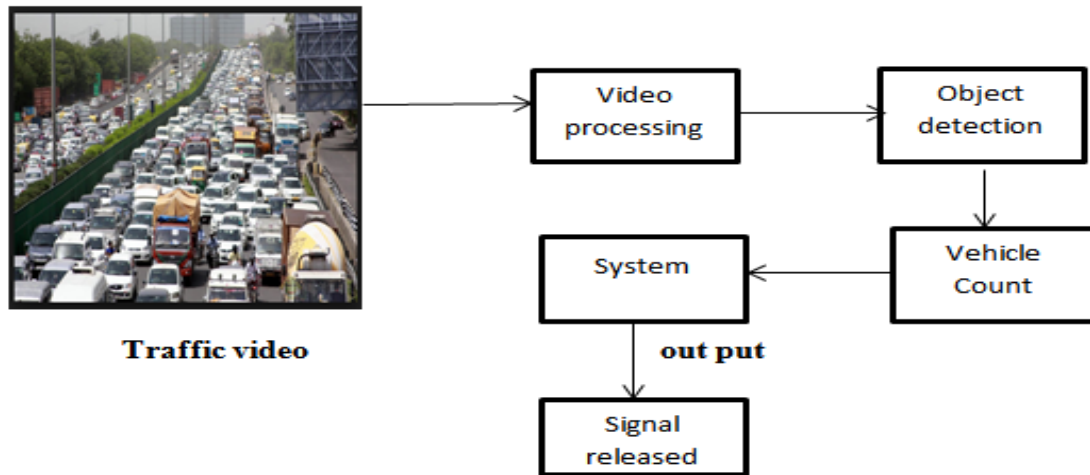 Video
processing
Object
detection
System
Vehicle
Count
Traffic video
out put
Signal
released